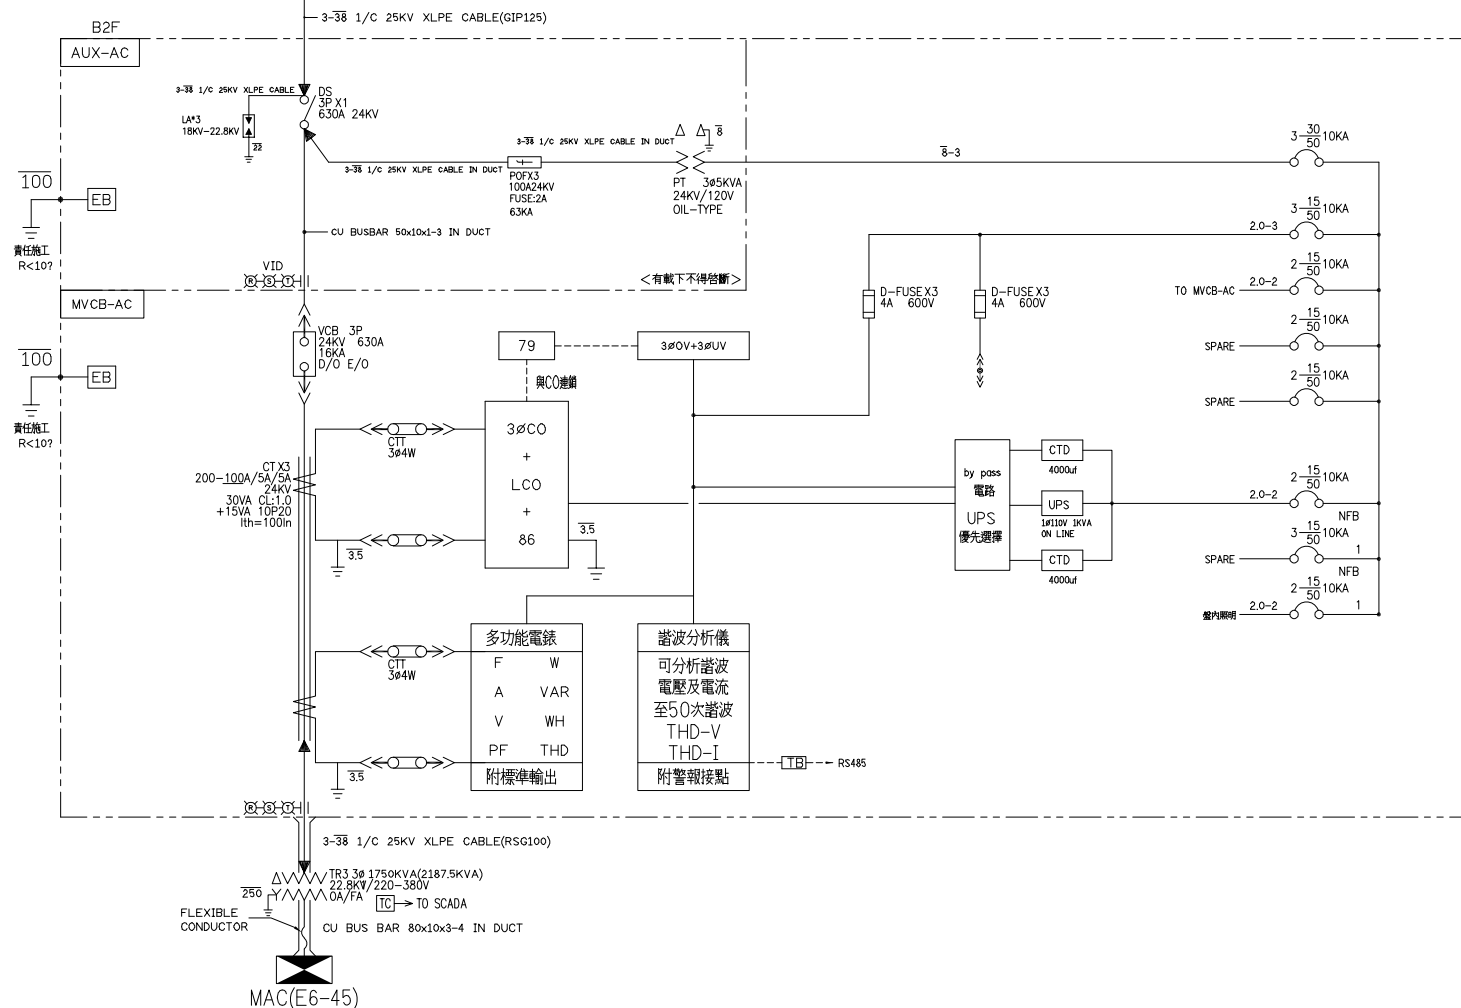 3-38 1/C 25KV XLPE CABLE(GIP125)
B2F
AUX-AC
3-38 1/C 25KV XLPE CABLE
DS
3P X1
630A 24KV
LA*3
18KV-22.8KV
22
3-38 1/C 25KV XLPE CABLE IN DUCT
3-38 1/C 25KV XLPE CABLE IN DUCT
POFX3
100A24KV
FUSE:2A
63KA
8
PT 3ø5KVA
24KV/120V
OIL-TYPE
8-3
3-30/50 10KA
100
EB
責任施工
R<10?
CU BUSBAR 50x10x1-3 IN DUCT
VID
R S T
<有載下不得啓斷>
3-15/50 10KA
2.0-3
D-FUSEX3
4A 600V
D-FUSEX3
4A 600V
2-15/50 10KA
TO MVCB-AC
2.0-2
2-15/50 10KA
SPARE
2-15/50 10KA
SPARE
MVCB-AC
100
EB
責任施工
R<10?
VCB 3P
24KV 630A
16KA
D/O E/O
79
3øOV+3øUV
與CO連鎖
3øCO
+
LCO
+
86
CTT
3ø4W
CT X3
200-100A/5A/5A
24KV
30VA CL:1.0
+15VA 10P20
Ith=100In
3.5
3.5
by pass
電路
UPS
優先選擇
CTD
4000uf
UPS
1ø110V 1KVA
ON LINE
CTD
4000uf
2-15/50 10KA
2.0-2
NFB
3-15/50 10KA
SPARE
1
NFB
2-15/50 10KA
盤内照明
2.0-2
1
CTT
3ø4W
3.5
多功能電錶
F W
A VAR
V WH
PF THD
附標準輸出
諧波分析儀
可分析諧波
電壓及電流
至50次諧波
THD-V
THD-I
附警報接點
TB
RS485
R S T
3-38 1/C 25KV XLPE CABLE(RSG100)
TR3 3ø 1750KVA(2187.5KVA)
22.8KV/220-380V
OA/FA
250
TC
TO SCADA
FLEXIBLE
CONDUCTOR
CU BUS BAR 80x10x3-4 IN DUCT
MAC(E6-45)